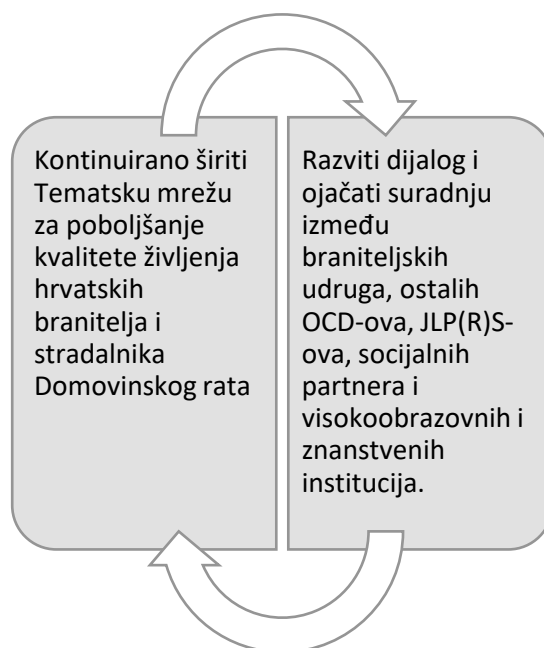 Kontinuirano širiti
Tematsku mrežu
za poboljšanje
kvalitete življenja
hrvatskih
branitelja i
stradalnika
Domovinskog rata
Razviti dijalog i
ojačati suradnju
između
braniteljskih
udruga, ostalih
OCD-ova, JLP(R)S-
ova, socijalnih
partnera i
visokoobrazovnih i
znanstvenih
institucija.